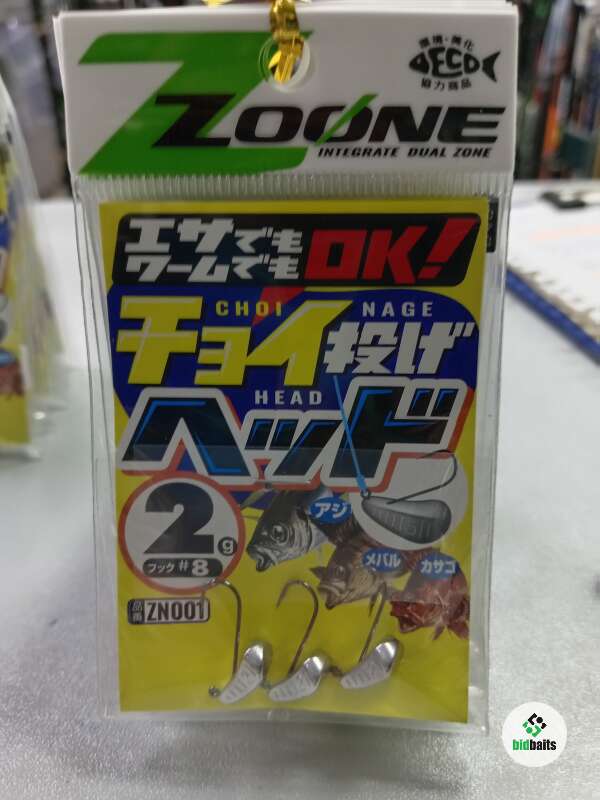 環境・美化
ECO
協力商品
ZOONE
INTEGRATE DUAL ZONE
エサでも
ワームでも
OK!
CHOI NAGE
チョイ投げ
HEAD
ヘッド
2g
フック#8
アジ
メバル
カサゴ
品番 ZN001
bidbaits